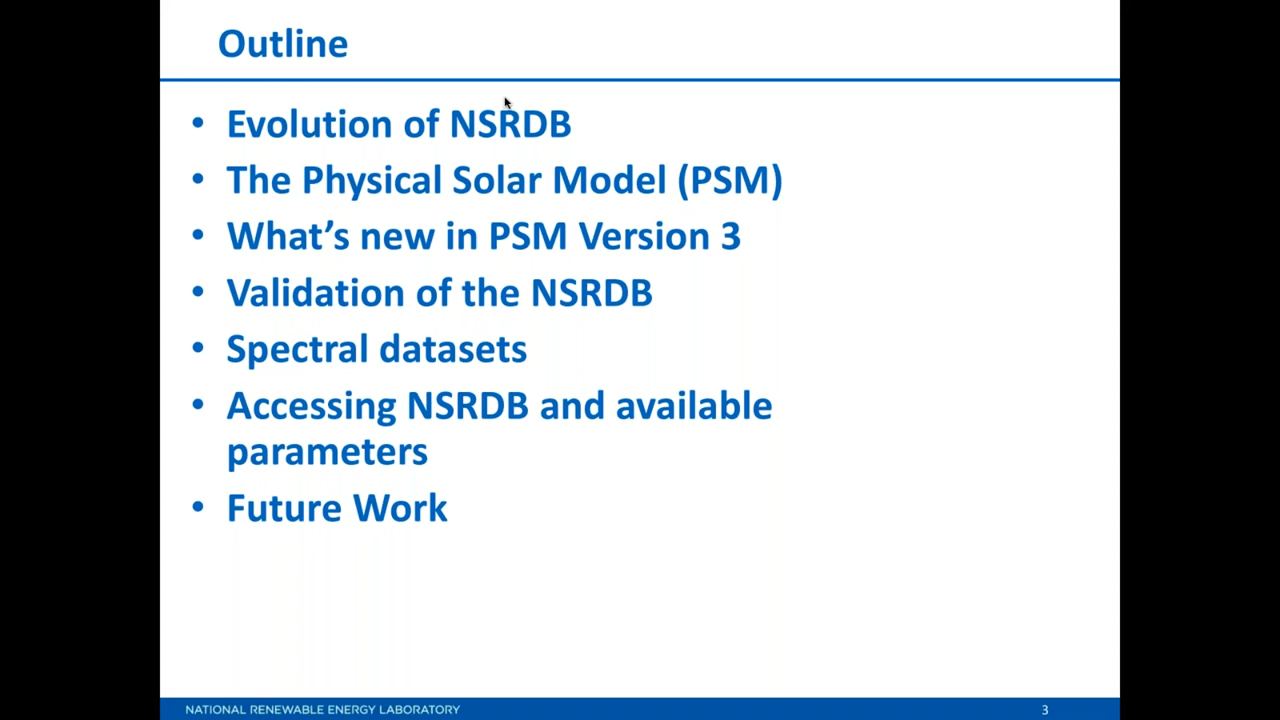 Outline
• Evolution of NSRDB
• The Physical Solar Model (PSM)
• What’s new in PSM Version 3
• Validation of the NSRDB
• Spectral datasets
• Accessing NSRDB and available
parameters
• Future Work
NATIONAL RENEWABLE ENERGY LABORATORY 3